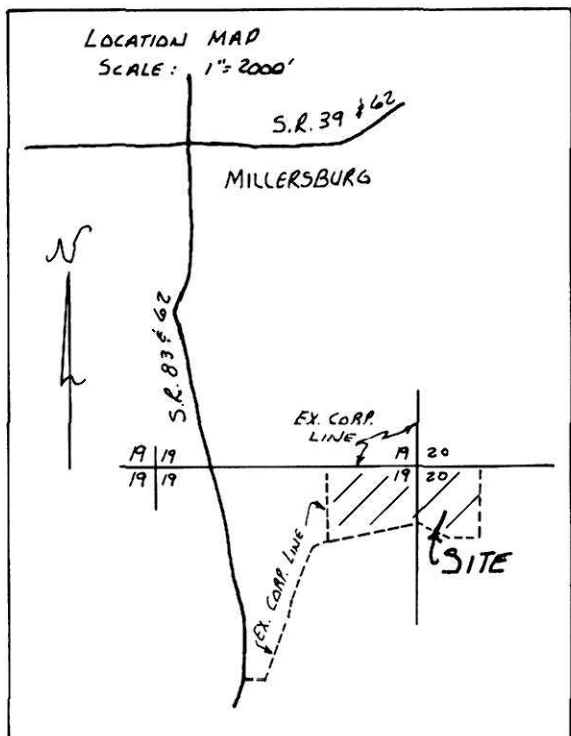 LOCATION MAP
SCALE: 1"=2000'
S.R. 39 & 62
MILLERSBURG
N
S.R. 83 & 62
EX. CORP.
LINE
19 19
19 20
19 19
19 20
EX. CORP. LINE
SITE